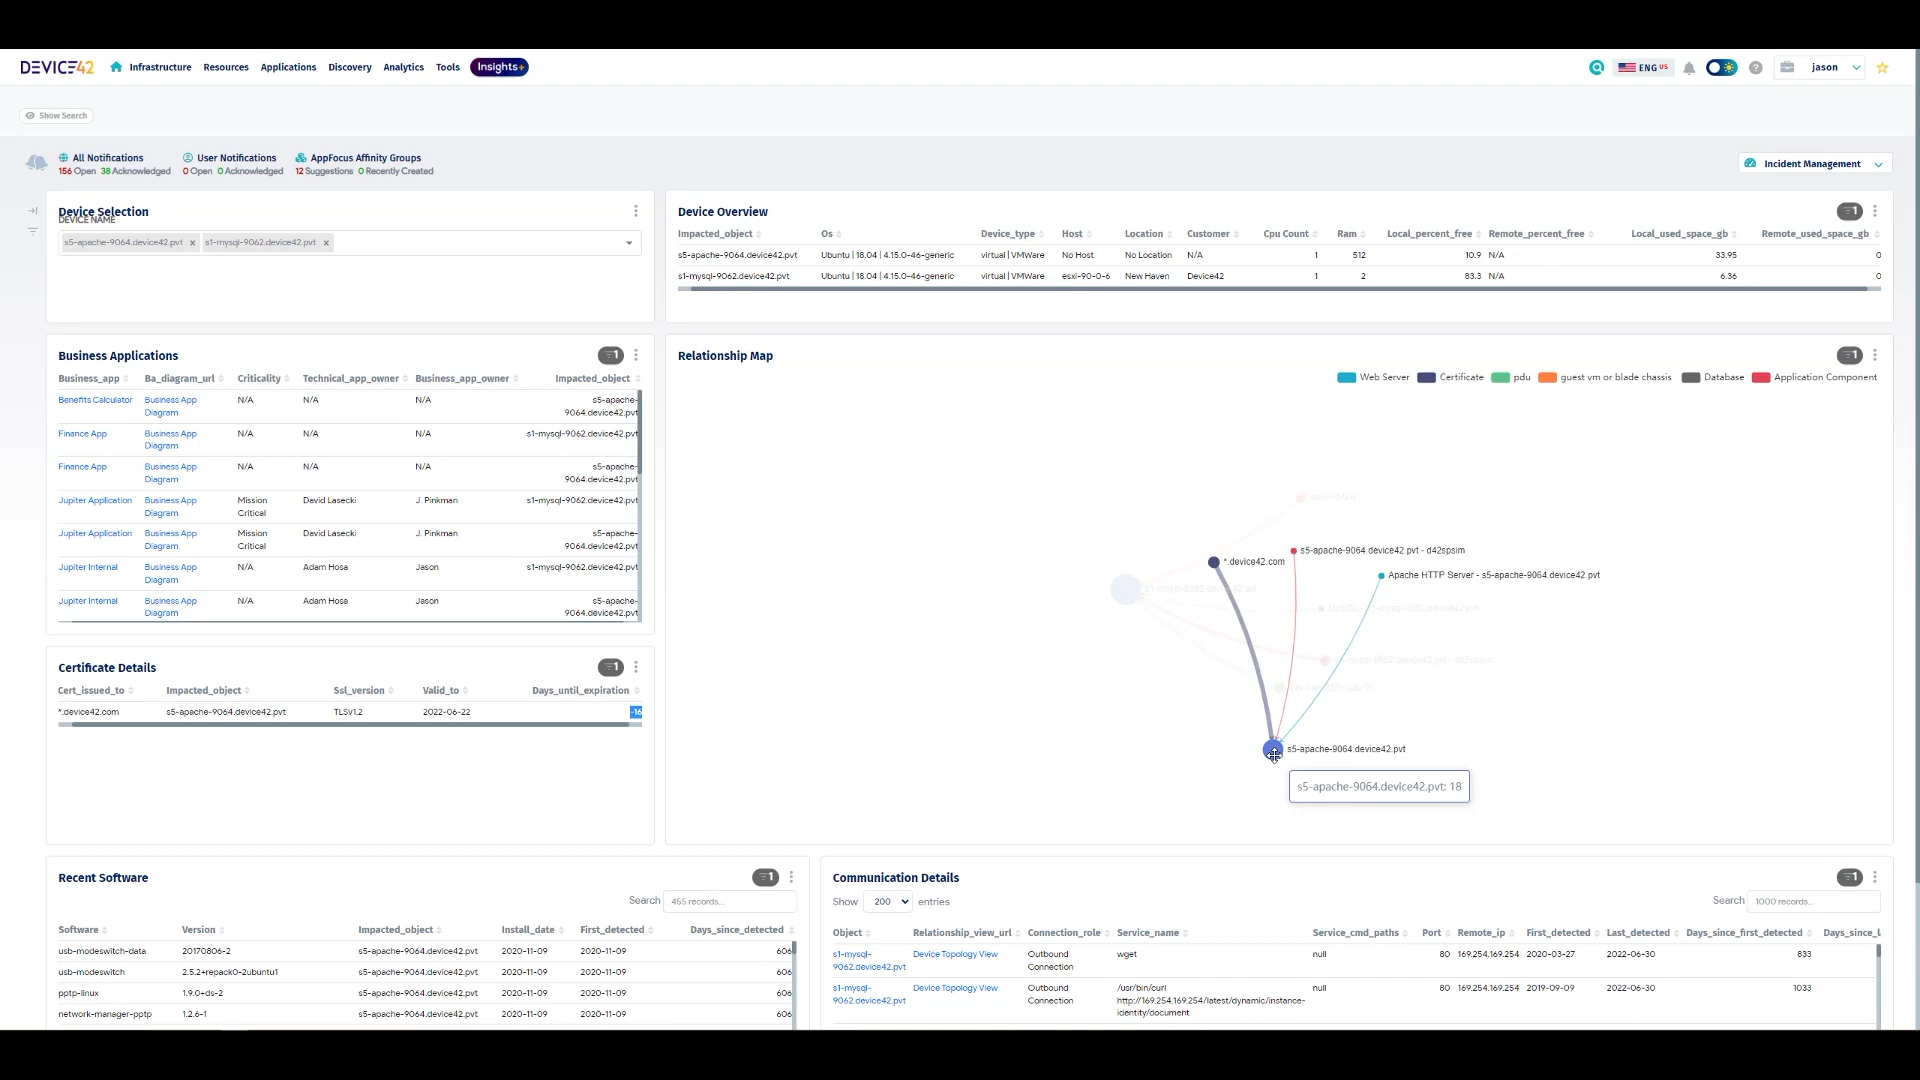 DEVICE42
Infrastructure Resources Applications Discovery Analytics Tools Insights+
ENG US jason
Show Search
All Notifications User Notifications AppFocus Affinity Groups
156 Open 38 Acknowledged 0 Open 0 Acknowledged 12 Suggestions 0 Recently Created
Incident Management
Device Selection
DEVICE NAME
s5-apache-9064.device42.pvt × s1-mysql-9062.device42.pvt ×
Device Overview
1
Impacted_object Os Device_type Host Location Customer Cpu Count Ram Local_percent_free Remote_percent_free Local_used_space_gb Remote_used_space_gb
s5-apache-9064.device42.pvt Ubuntu | 18.04 | 4.15.0-46-generic virtual | VMWare No Host No Location N/A 1 512 10.9 N/A 33.95 0
s1-mysql-9062.device42.pvt Ubuntu | 18.04 | 4.15.0-46-generic virtual | VMWare esxi-90-0-6 New Haven Device42 1 2 83.3 N/A 6.36 0
Business Applications
1
Business_app Ba_diagram_url Criticality Technical_app_owner Business_app_owner Impacted_object
Benefits Calculator Business App N/A N/A N/A s5-apache-
Diagram 9064.device42.pvt
Finance App Business App N/A N/A N/A s1-mysql-9062.device42.pvt
Diagram
Finance App Business App N/A N/A N/A s5-apache-
Diagram 9064.device42.pvt
Jupiter Application Business App Mission David Lasecki J. Pinkman s1-mysql-9062.device42.pvt
Diagram Critical
Jupiter Application Business App Mission David Lasecki J. Pinkman s5-apache-
Diagram Critical 9064.device42.pvt
Jupiter Internal Business App N/A Adam Hosa Jason s1-mysql-9062.device42.pvt
Diagram
Jupiter Internal Business App N/A Adam Hosa Jason s5-apache-
Diagram 9064.device42.pvt
Relationship Map
1
Web Server Certificate pdu guest vm or blade chassis Database Application Component
s5-apache-9064.device42.pvt - d42spsim
*.device42.com
Apache HTTP Server - s5-apache-9064.device42.pvt
s5-apache-9064.device42.pvt
s5-apache-9064.device42.pvt: 18
Certificate Details
1
Cert_issued_to Impacted_object Ssl_version Valid_to Days_until_expiration
*.device42.com s5-apache-9064.device42.pvt TLSv1.2 2022-06-22 -16
Recent Software
1
Search 455 records...
Software Version Impacted_object Install_date First_detected Days_since_detected
usb-modeswitch-data 20170806-2 s5-apache-9064.device42.pvt 2020-11-09 2020-11-09 606
usb-modeswitch 2.5.2+repack0-2ubuntu1 s5-apache-9064.device42.pvt 2020-11-09 2020-11-09 606
pptp-linux 1.9.0+ds-2 s5-apache-9064.device42.pvt 2020-11-09 2020-11-09 606
network-manager-pptp 1.2.6-1 s5-apache-9064.device42.pvt 2020-11-09 2020-11-09 606
Communication Details
1
Show 200 entries Search 1000 records...
Object Relationship_view_url Connection_role Service_name Service_cmd_paths Port Remote_ip First_detected Last_detected Days_since_first_detected Days_since_l
s1-mysql- Device Topology View Outbound wget null 80 169.254.169.254 2020-03-27 2022-06-30 833
9062.device42.pvt Connection
s1-mysql- Device Topology View Outbound /usr/bin/curl null 80 169.254.169.254 2019-09-09 2022-06-30 1033
9062.device42.pvt Connection http://169.254.169.254/latest/dynamic/instance-
identity/document